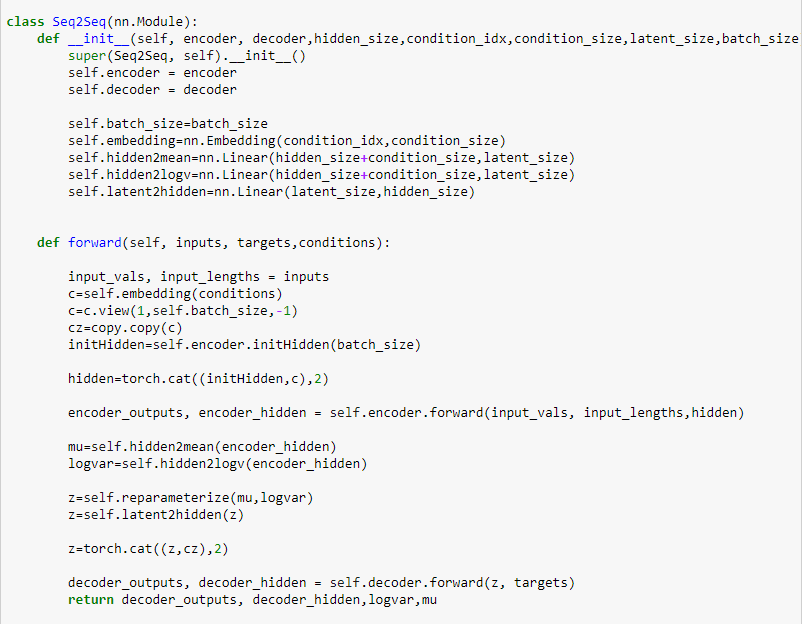 class Seq2Seq(nn.Module):
    def __init__(self, encoder, decoder,hidden_size,condition_idx,condition_size,latent_size,batch_size
        super(Seq2Seq, self).__init__()
        self.encoder = encoder
        self.decoder = decoder

        self.batch_size=batch_size
        self.embedding=nn.Embedding(condition_idx,condition_size)
        self.hidden2mean=nn.Linear(hidden_size+condition_size,latent_size)
        self.hidden2logv=nn.Linear(hidden_size+condition_size,latent_size)
        self.latent2hidden=nn.Linear(latent_size,hidden_size)


    def forward(self, inputs, targets,conditions):

        input_vals, input_lengths = inputs
        c=self.embedding(conditions)
        c=c.view(1,self.batch_size,-1)
        cz=copy.copy(c)
        initHidden=self.encoder.initHidden(batch_size)

        hidden=torch.cat((initHidden,c),2)

        encoder_outputs, encoder_hidden = self.encoder.forward(input_vals, input_lengths,hidden)

        mu=self.hidden2mean(encoder_hidden)
        logvar=self.hidden2logv(encoder_hidden)

        z=self.reparameterize(mu,logvar)
        z=self.latent2hidden(z)

        z=torch.cat((z,cz),2)

        decoder_outputs, decoder_hidden = self.decoder.forward(z, targets)
        return decoder_outputs, decoder_hidden,logvar,mu